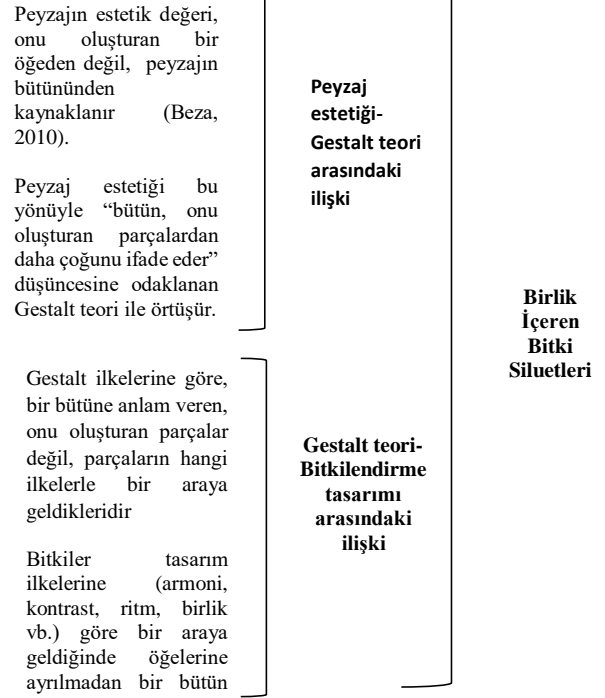 Peyzajın estetik değeri,
onu oluşturan bir
öğeden değil, peyzajın
bütününden
kaynaklanır (Beza,
2010).
Peyzaj estetiği bu
yönüyle “bütün, onu
oluşturan parçalardan
daha çoğunu ifade eder”
düşüncesine odaklanan
Gestalt teori ile örtüşür.
Peyzaj
estetiği-
Gestalt teori
arasındaki
ilişki
Gestalt ilkelerine göre,
bir bütüne anlam veren,
onu oluşturan parçalar
değil, parçaların hangi
ilkelerle bir araya
geldikleridir
Bitkiler tasarım
ilkelerine (armoni,
kontrast, ritm, birlik
vb.) göre bir araya
geldiğinde öğelerine
ayrılmadan bir bütün
Gestalt teori-
Bitkilendirme
tasarımı
arasındaki
ilişki
Birlik
İçeren
Bitki
Siluetleri